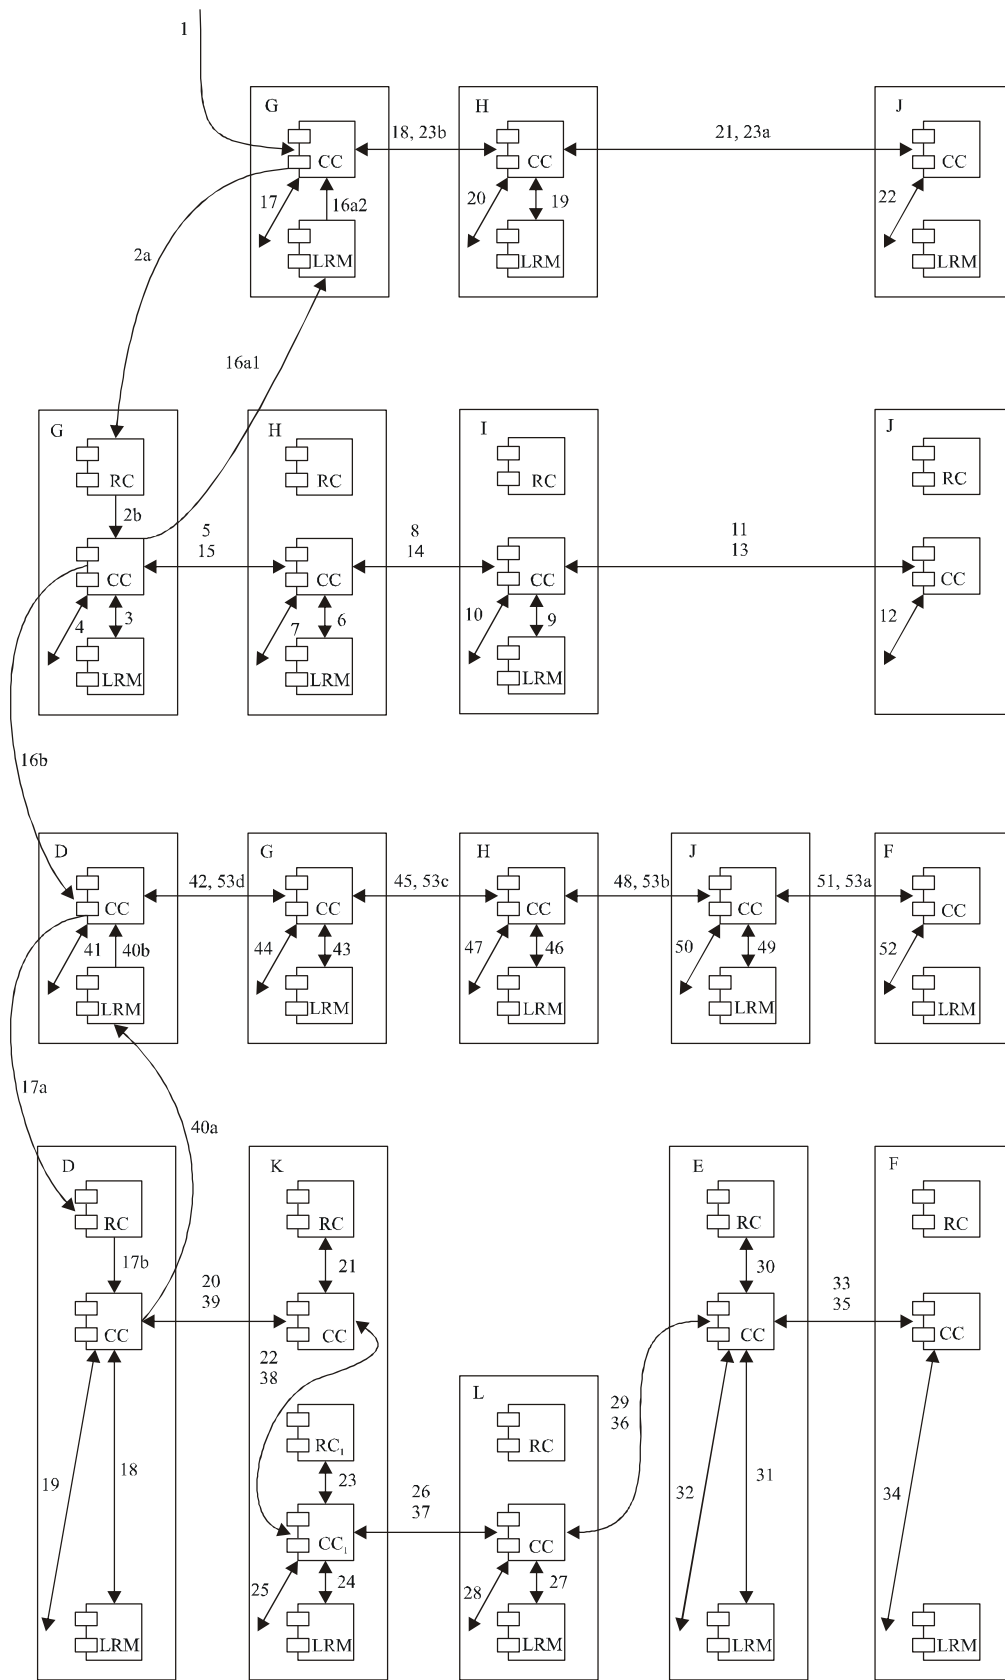 1
G
H
J
CC
18, 23b
CC
21, 23a
CC
17
16a2
20
19
22
LRM
LRM
LRM
2a
16a1
G
H
I
J
RC
RC
RC
RC
2b
5
15
8
14
11
13
CC
CC
CC
CC
4
3
7
6
10
9
12
LRM
LRM
LRM
16b
D
G
H
J
F
42, 53d
45, 53c
48, 53b
51, 53a
CC
CC
CC
CC
CC
41
40b
44
43
47
46
50
49
52
LRM
LRM
LRM
LRM
LRM
17a
40a
D
K
E
F
RC
RC
RC
RC
17b
21
30
20
39
33
35
CC
CC
CC
CC
22
38
L
29
36
RC1
RC
19
18
23
26
37
32
31
34
CC1
CC
25
24
28
27
LRM
LRM
LRM
LRM
LRM